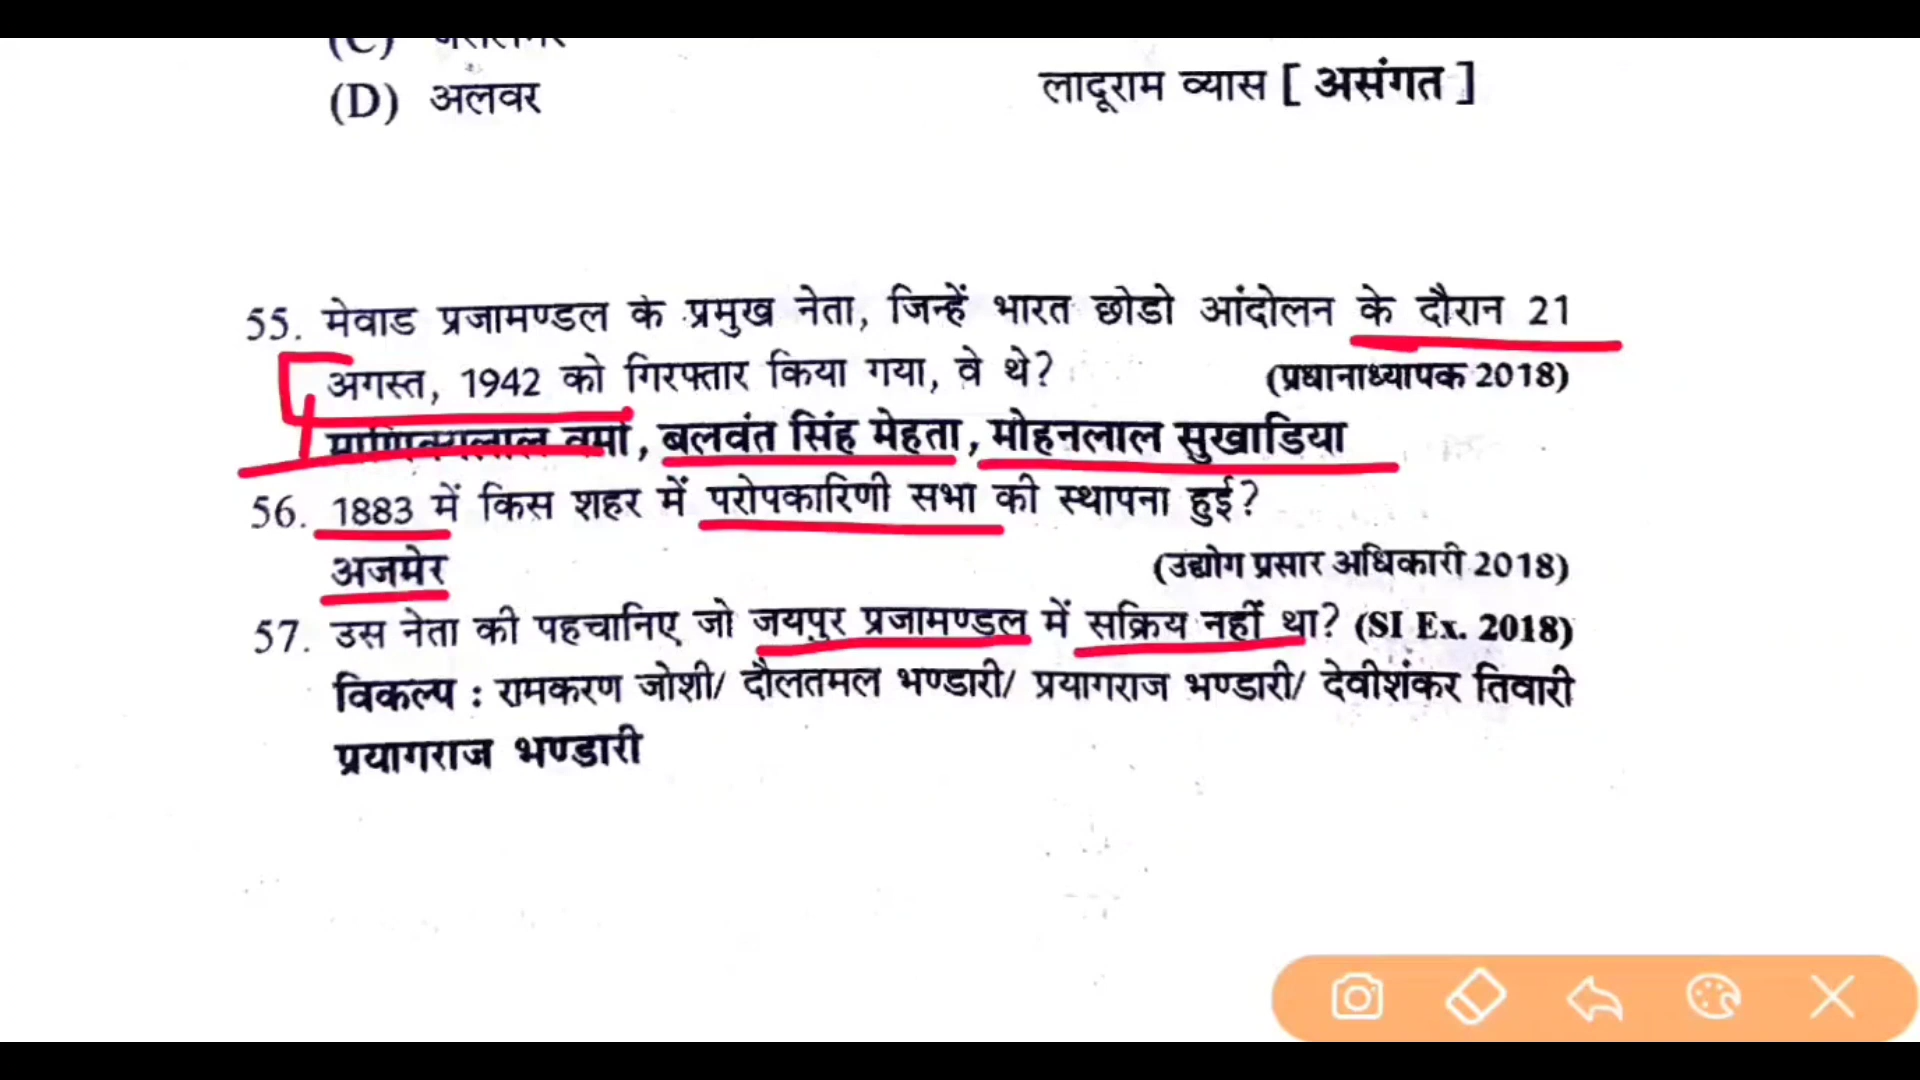 (C)
(D) अलवर
लादूराम व्यास [ असंगत ]
55. मेवाड प्रजामण्डल के प्रमुख नेता, जिन्हें भारत छोडो आंदोलन के दौरान 21
अगस्त, 1942 को गिरफ्तार किया गया, वे थे? (प्रधानाध्यापक 2018)
माणिक्यलाल वर्मा, बलवंत सिंह मेहता, मोहनलाल सुखाडिया
56. 1883 में किस शहर में परोपकारिणी सभा की स्थापना हुई?
अजमेर (उद्योग प्रसार अधिकारी 2018)
57. उस नेता की पहचानिए जो जयपुर प्रजामण्डल में सक्रिय नहीं था? (SI Ex. 2018)
विकल्प : रामकरण जोशी/ दौलतमल भण्डारी/ प्रयागराज भण्डारी/ देवीशंकर तिवारी
प्रयागराज भण्डारी